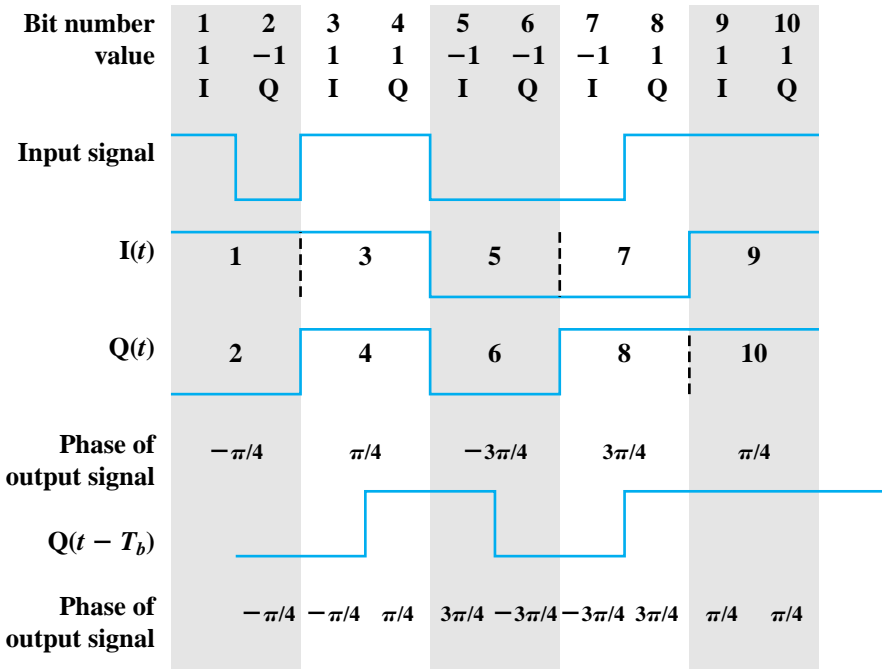 Bit number 1 2 3 4 5 6 7 8 9 10
value 1 −1 1 1 −1 −1 −1 1 1 1
I Q I Q I Q I Q I Q
Input signal
I(t) 1 3 5 7 9
Q(t) 2 4 6 8 10
Phase of
output signal −π/4 π/4 −3π/4 3π/4 π/4
Q(t − T_b)
Phase of
output signal −π/4 −π/4 π/4 3π/4 −3π/4 −3π/4 3π/4 π/4 π/4